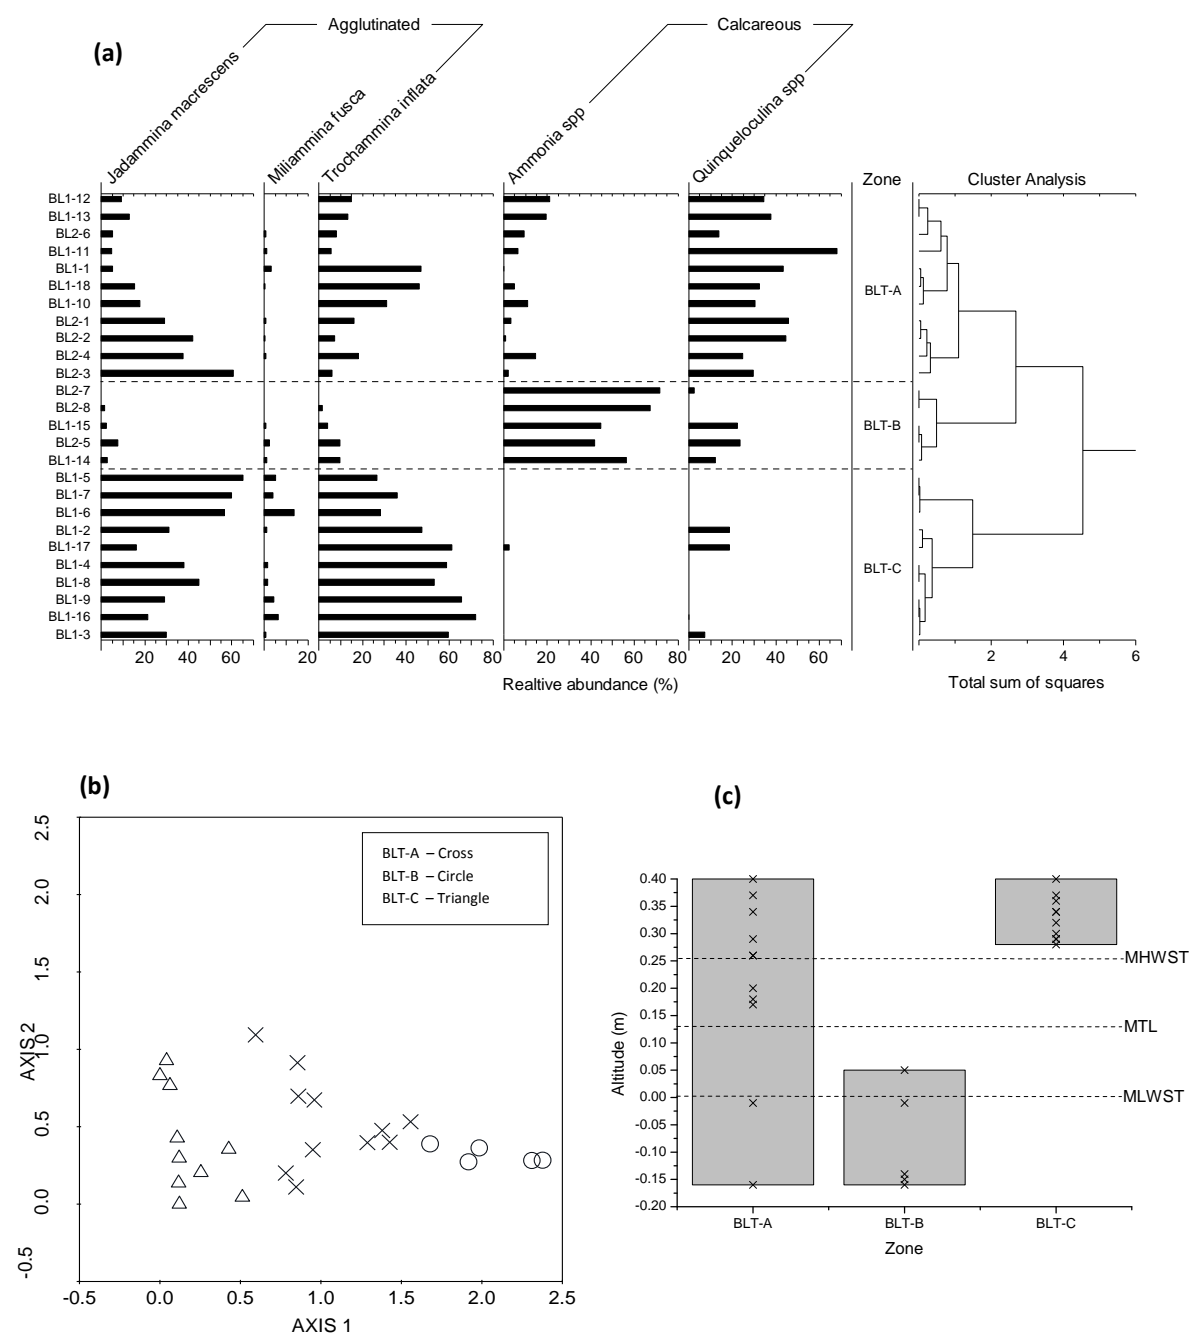 (a)
Agglutinated
Calcareous
Jadammina macrescens
Miliammina fusca
Trochammina inflata
Ammonia spp
Quinqueloculina spp
Zone
Cluster Analysis
BL1-12
BL1-13
BL2-6
BL1-11
BL1-1
BL1-18
BL1-10
BL2-1
BL2-2
BL2-4
BL2-3
BL2-7
BL2-8
BL1-15
BL2-5
BL1-14
BL1-5
BL1-7
BL1-6
BL1-2
BL1-17
BL1-4
BL1-8
BL1-9
BL1-16
BL1-3
BLT-A
BLT-B
BLT-C
20 40 60 20 20 40 60 80 20 40 60 80 20 40 60 2 4 6
Realtive abundance (%)
Total sum of squares
(b)
2.5
2.0
1.5
1.0
0.5
0.0
-0.5
AXIS 2
BLT-A – Cross
BLT-B – Circle
BLT-C – Triangle
-0.5 0.0 0.5 1.0 1.5 2.0 2.5
AXIS 1
(c)
0.40
0.35
0.30
0.25
0.20
0.15
0.10
0.05
0.00
-0.05
-0.10
-0.15
-0.20
Altitude (m)
MHWST
MTL
MLWST
BLT-A BLT-B BLT-C
Zone